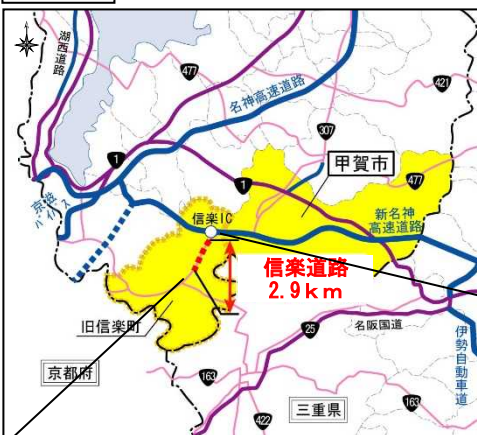 湖西道路
477
421
名神高速道路
307
1
甲賀市
477
1
京滋
バイパス
新名神
高速道路
信楽IC
信楽道路
2.9km
旧信楽町
25
名阪国道
伊勢自動車道
京都府
163
三重県
163
422